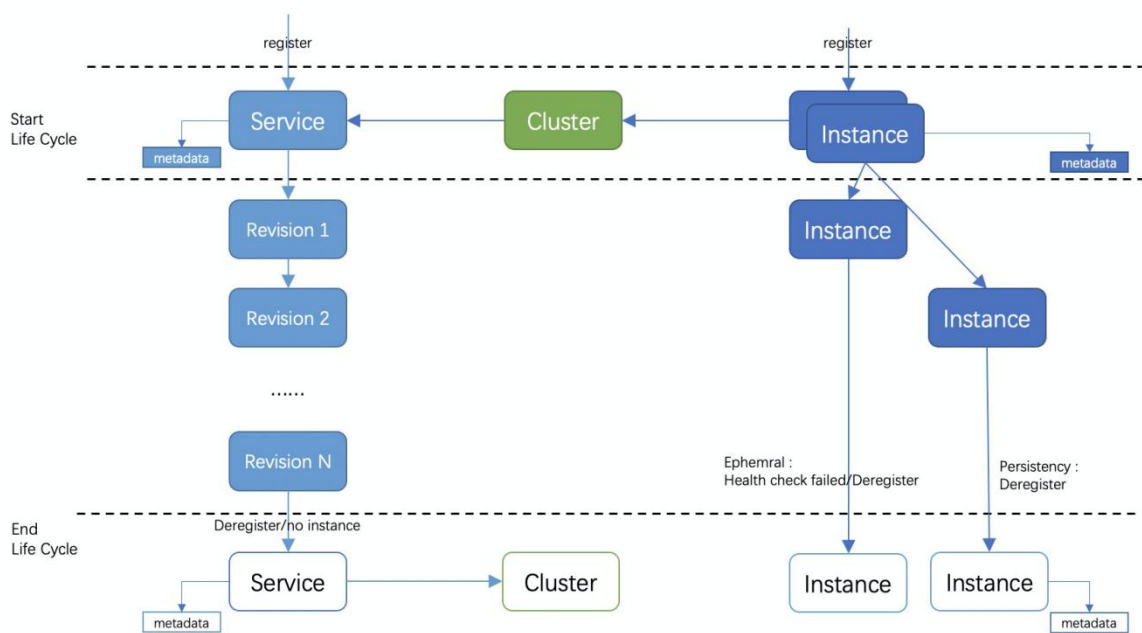 register
register
Start
Life Cycle
Service
Cluster
Instance
metadata
metadata
Revision 1
Instance
Revision 2
Instance
......
Revision N
Ephemral :
Health check failed/Deregister
Persistency :
Deregister
End
Life Cycle
Deregister/no instance
Service
Cluster
Instance
Instance
metadata
metadata